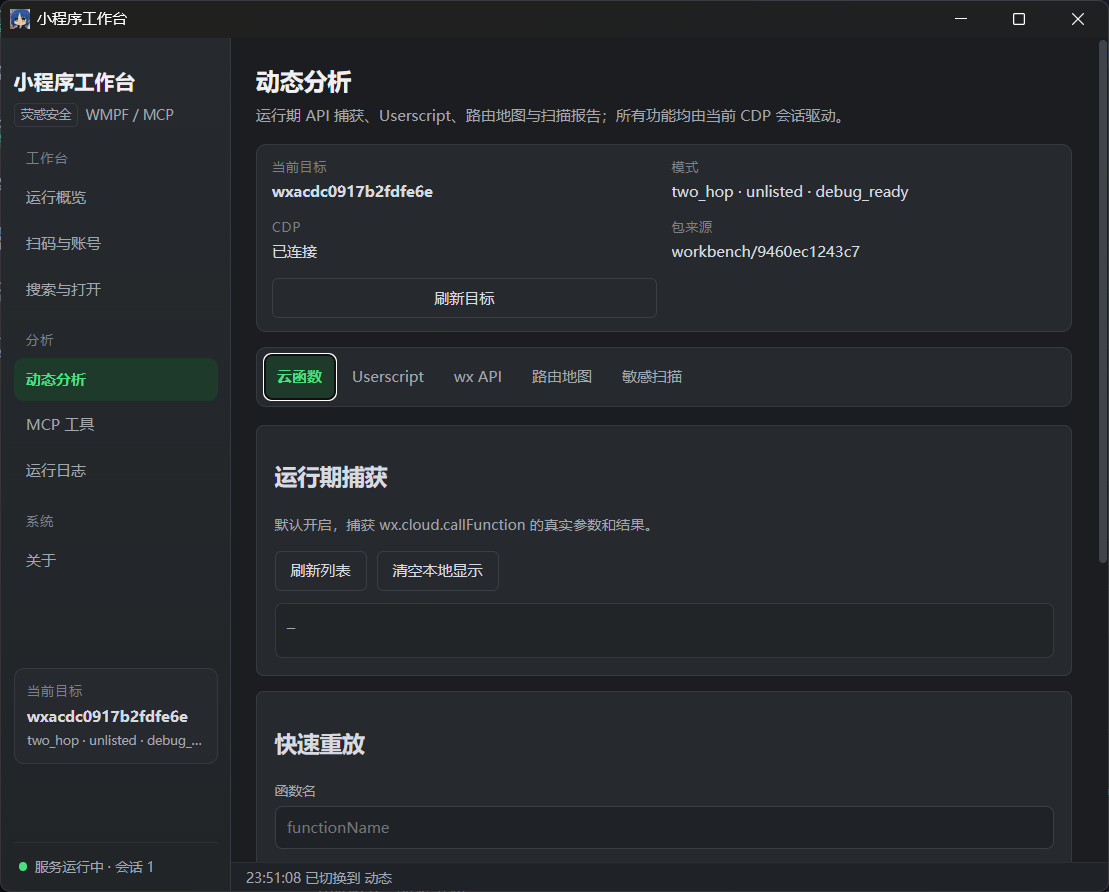 小程序工作台
小程序工作台
荧惑安全 WMPF / MCP
工作台
运行概览
扫码与账号
搜索与打开
分析
动态分析
MCP 工具
运行日志
系统
关于
当前目标
wxacdc0917b2fdfe6e
two_hop · unlisted · debug_...
服务运行中 · 会话 1
动态分析
运行期 API 捕获、Userscript、路由地图与扫描报告；所有功能均由当前 CDP 会话驱动。
当前目标
wxacdc0917b2fdfe6e
模式
two_hop · unlisted · debug_ready
CDP
已连接
包来源
workbench/9460ec1243c7
刷新目标
云函数 Userscript wx API 路由地图 敏感扫描
运行期捕获
默认开启，捕获 wx.cloud.callFunction 的真实参数和结果。
刷新列表 清空本地显示
—
快速重放
函数名
functionName
23:51:08 已切换到 动态